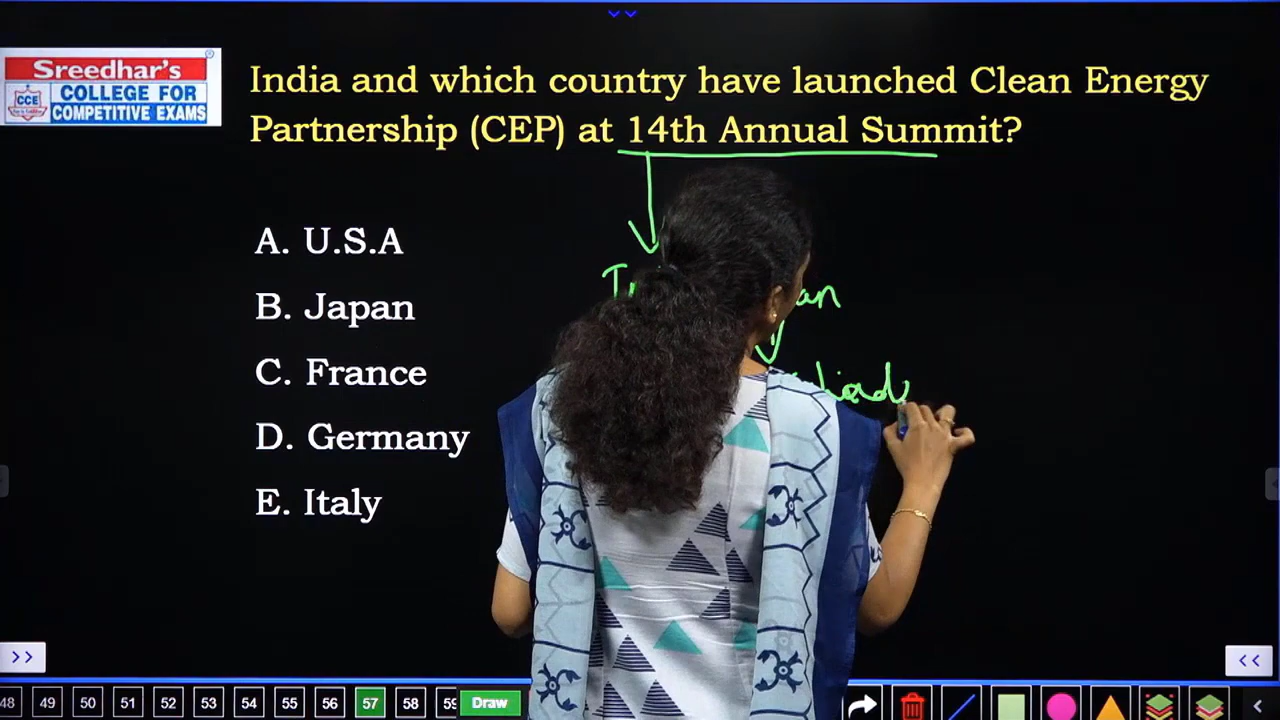 Sreedhar's
CCE
COLLEGE FOR
COMPETITIVE EXAMS
India and which country have launched Clean Energy
Partnership (CEP) at 14th Annual Summit?
A. U.S.A
B. Japan
C. France
D. Germany
E. Italy
>>
<<
48 49 50 51 52 53 54 55 56 57 58 59 Draw